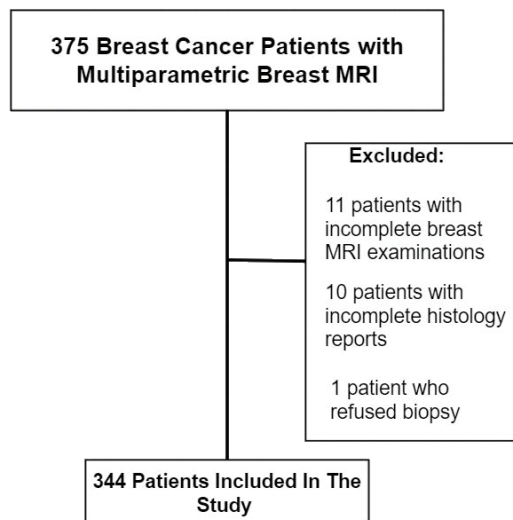 375 Breast Cancer Patients with
Multiparametric Breast MRI
Excluded:
11 patients with
incomplete breast
MRI examinations
10 patients with
incomplete histology
reports
1 patient who
refused biopsy
344 Patients Included In The
Study